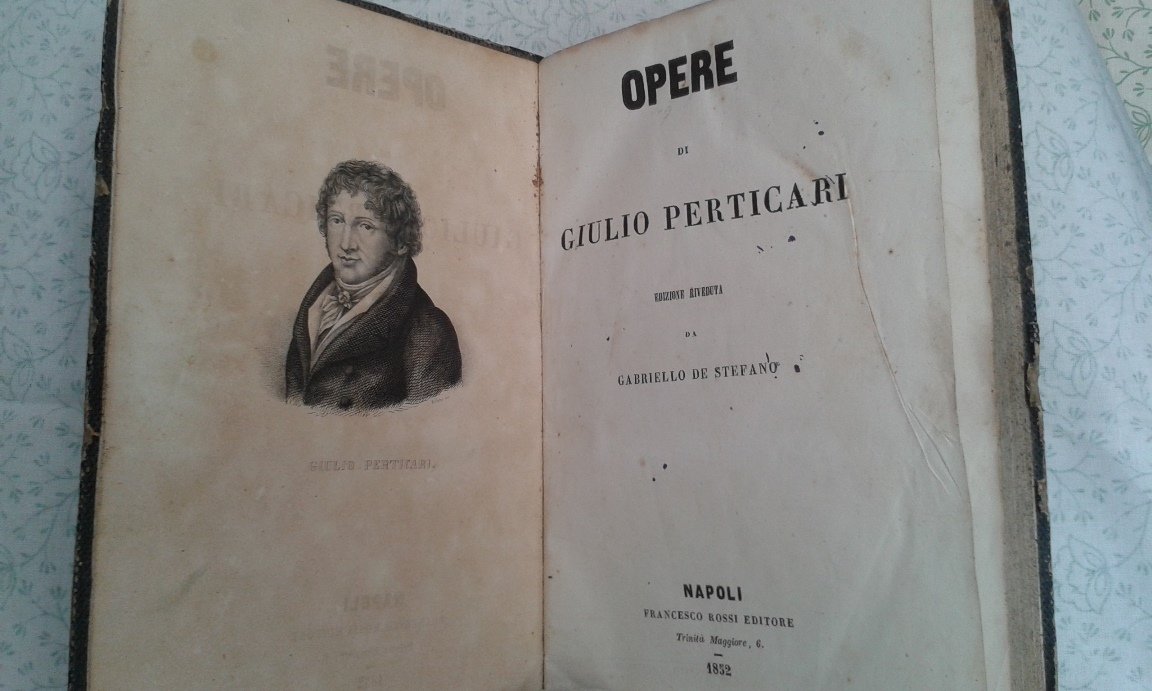 GIULIO PERTICARI.
OPERE
DI
GIULIO PERTICARI
EDIZIONE RIVEDUTA
DA
GABRIELLO DE STEFANO
NAPOLI
FRANCESCO ROSSI EDITORE
Trinità Maggiore, 6.
1852